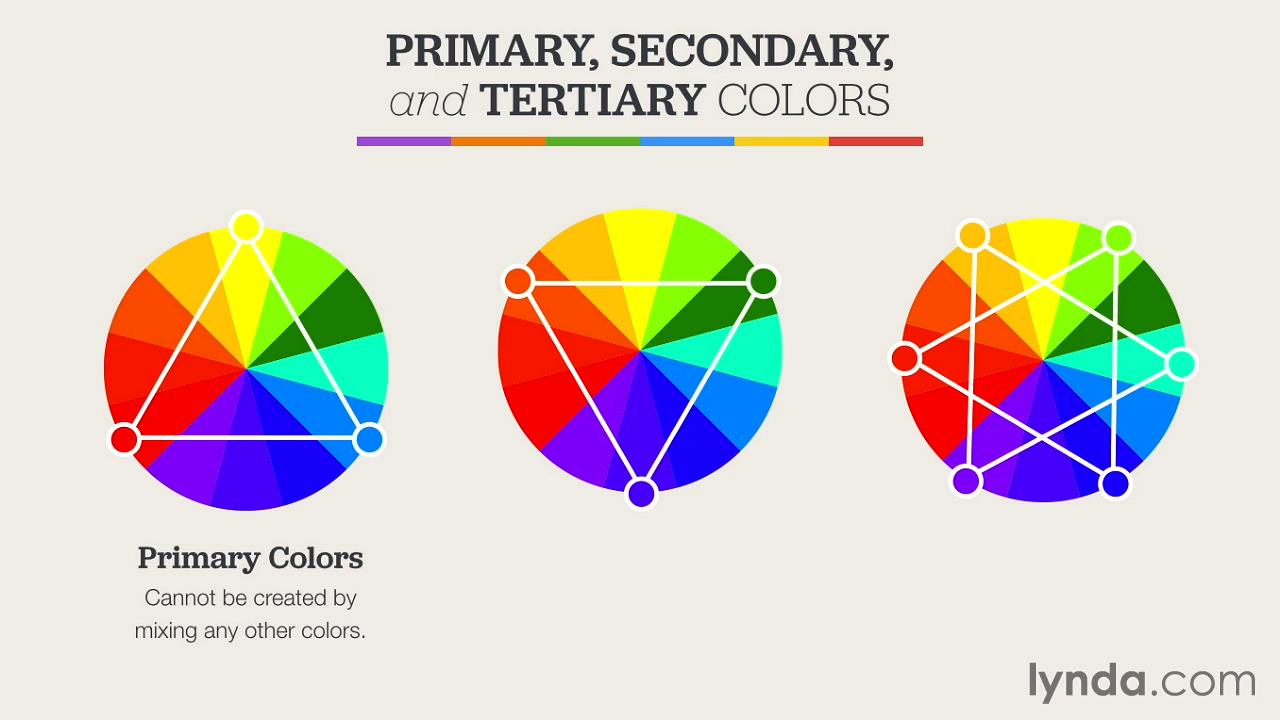 PRIMARY, SECONDARY,
and TERTIARY COLORS
Primary Colors
Cannot be created by
mixing any other colors.
lynda.com